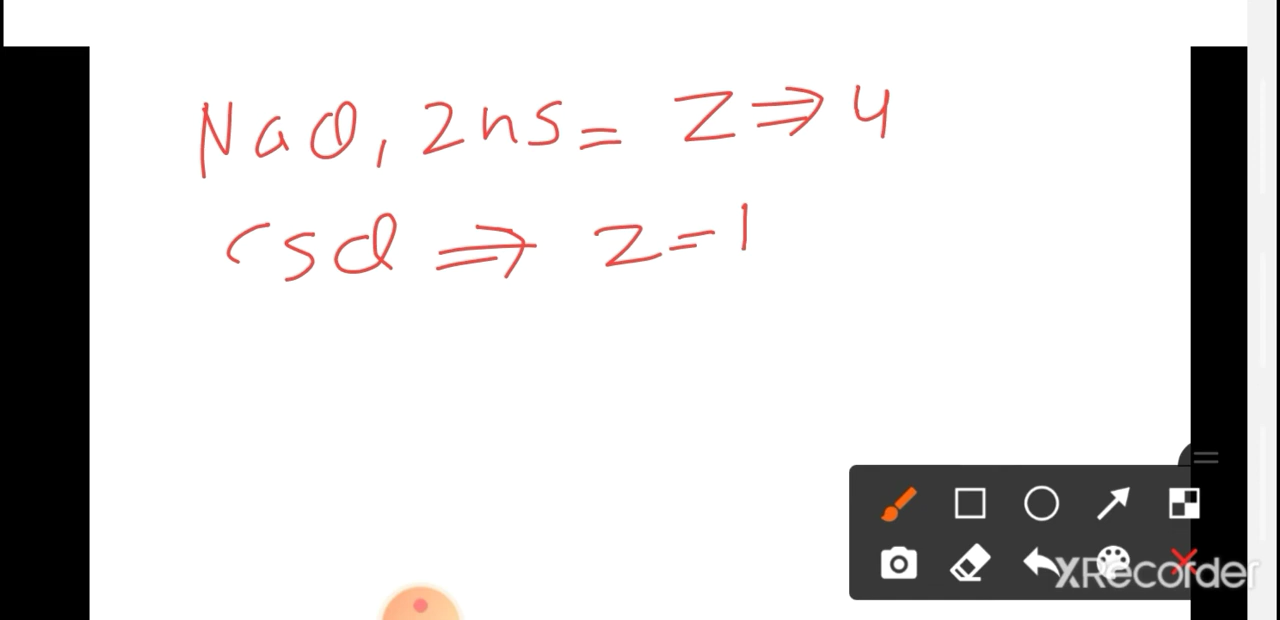 NaCl, ZnS = Z ⇒ 4
CsCl ⇒ Z = 1
XRecorder